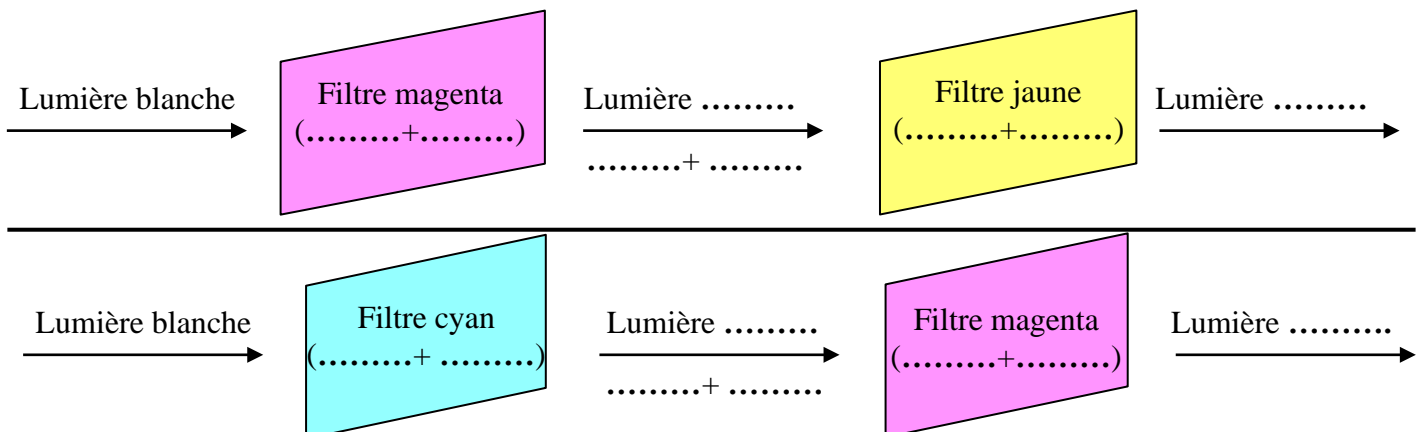 Lumière blanche
Filtre magenta
(.........+.........)
Lumière .........
.........+ .........
Filtre jaune
(.........+.........)
Lumière .........
Lumière blanche
Filtre cyan
(.........+ .........)
Lumière .........
.........+ .........
Filtre magenta
(.........+.........)
Lumière ..........